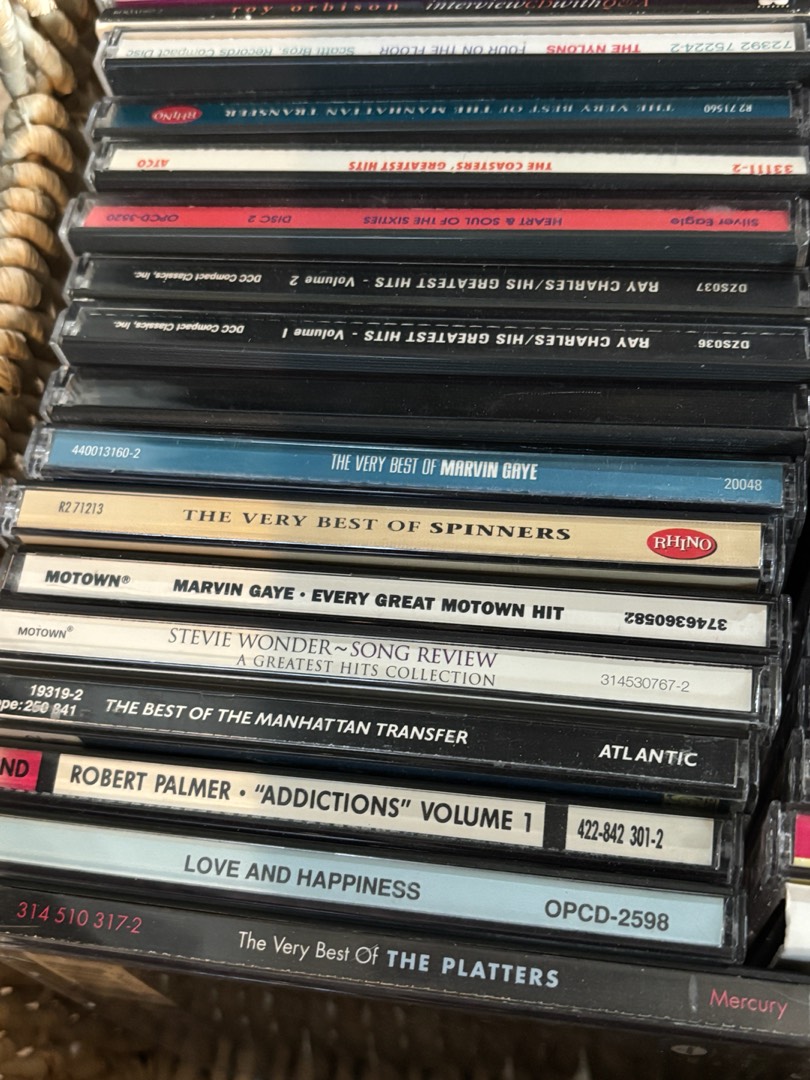 roy orbison interviews with Q&A
72392 75224-2 THE NYLONS FOUR ON THE FLOOR Scotti Bros. Records Compact Disc
R2 71560 THE VERY BEST OF THE MANHATTAN TRANSFER RHINO
33111-2 THE COASTERS' GREATEST HITS ATCO
Silver Eagle HEART & SOUL OF THE SIXTIES DISC 2 OPCD-3520
DZS037 RAY CHARLES/HIS GREATEST HITS - Volume 2 DCC Compact Classics, Inc.
DZS036 RAY CHARLES/HIS GREATEST HITS - Volume 1 DCC Compact Classics, Inc.
440013160-2 THE VERY BEST OF MARVIN GAYE 20048
R2 71213 THE VERY BEST OF SPINNERS RHINO
MOTOWN® MARVIN GAYE • EVERY GREAT MOTOWN HIT 3746360582
MOTOWN® STEVIE WONDER~SONG REVIEW
A GREATEST HITS COLLECTION 314530767-2
19319-2
pe: 250 841 THE BEST OF THE MANHATTAN TRANSFER ATLANTIC
ND ROBERT PALMER • "ADDICTIONS" VOLUME 1 422-842 301-2
LOVE AND HAPPINESS OPCD-2598
314 510 317-2 The Very Best Of THE PLATTERS Mercury